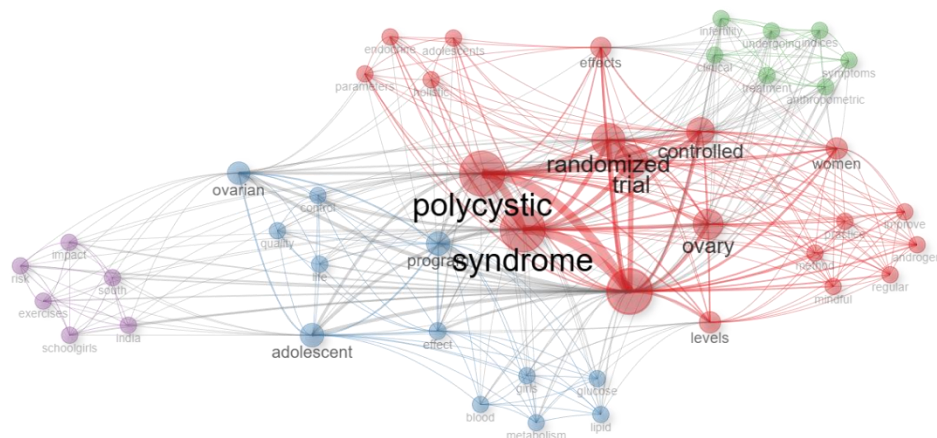 infertility
undergoing
indices
endocrine
adolescents
effects
clinical
symptoms
parameters
holistic
treatment
anthropometric
randomized
controlled
women
trial
ovarian
control
polycystic
improve
practice
quality
program
syndrome
ovary
impact
method
androgen
risk
south
life
mindful
regular
exercises
schoolgirls
india
adolescent
effect
levels
girls
glucose
blood
metabolism
lipid